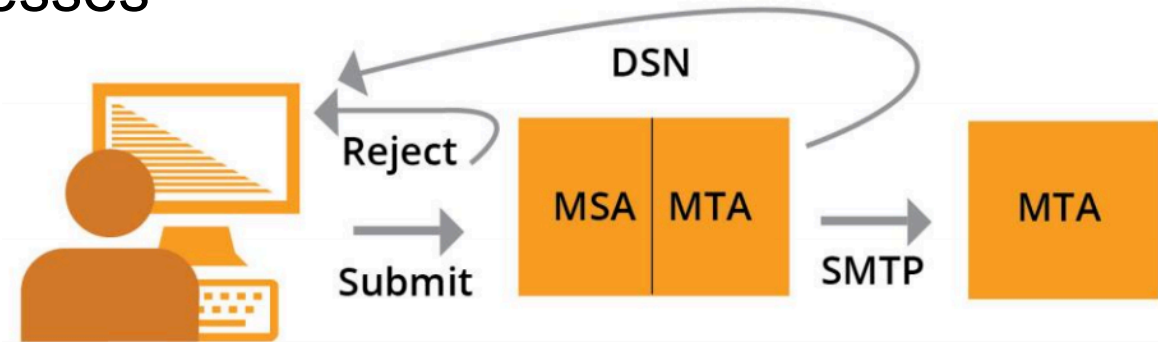 DSN
Reject
MSA MTA
MTA
SMTP
Submit